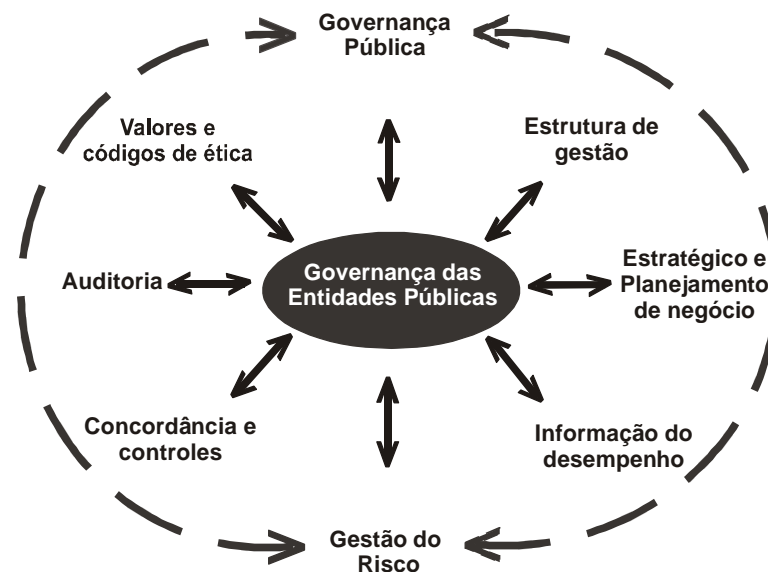 Governança
Pública
Valores e
códigos de ética
Estrutura de
gestão
Auditoria
Governança das
Entidades Públicas
Estratégico e
Planejamento
de negócio
Concordância e
controles
Informação do
desempenho
Gestão do
Risco